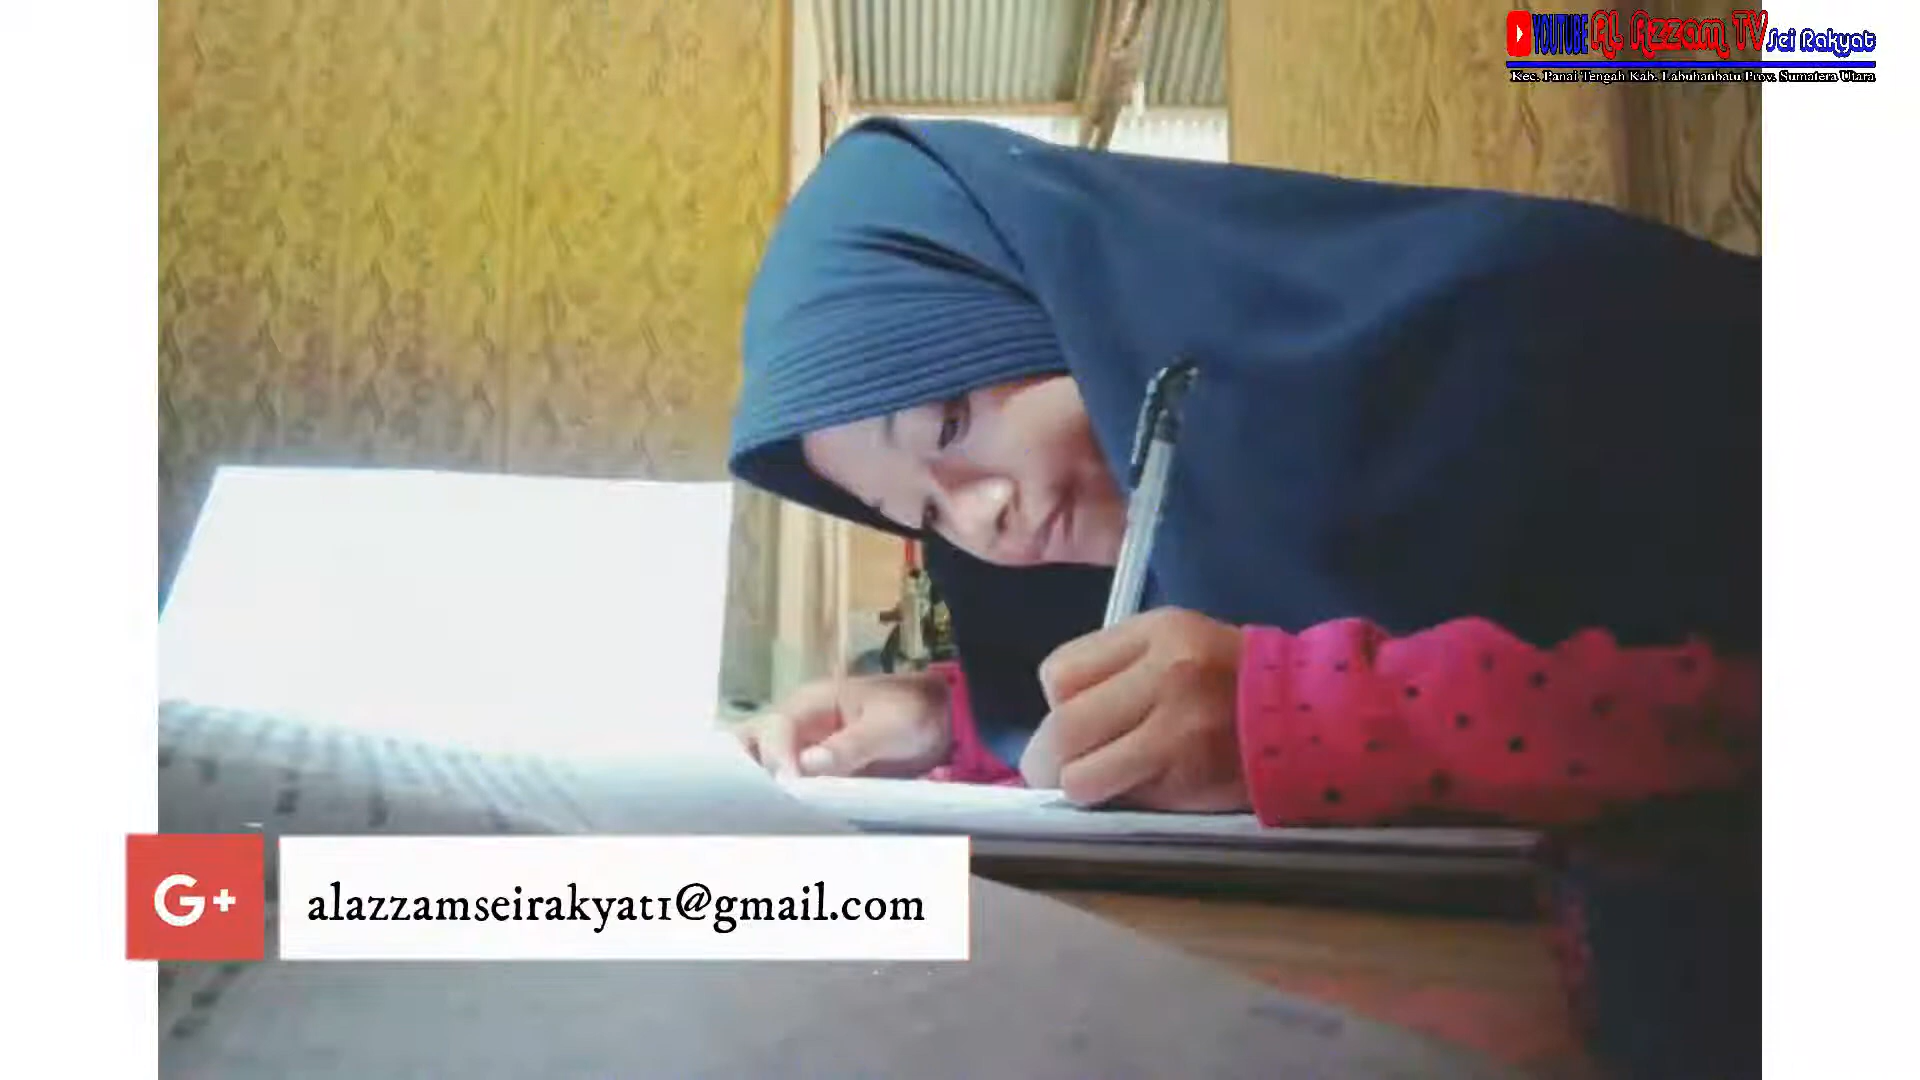 YOUTUBE AL Azzam TV Sei Rakyat
Kec. Panai Tengah Kab. Labuhanbatu Prov. Sumatera Utara
G+ alazzamseirakyat1@gmail.com